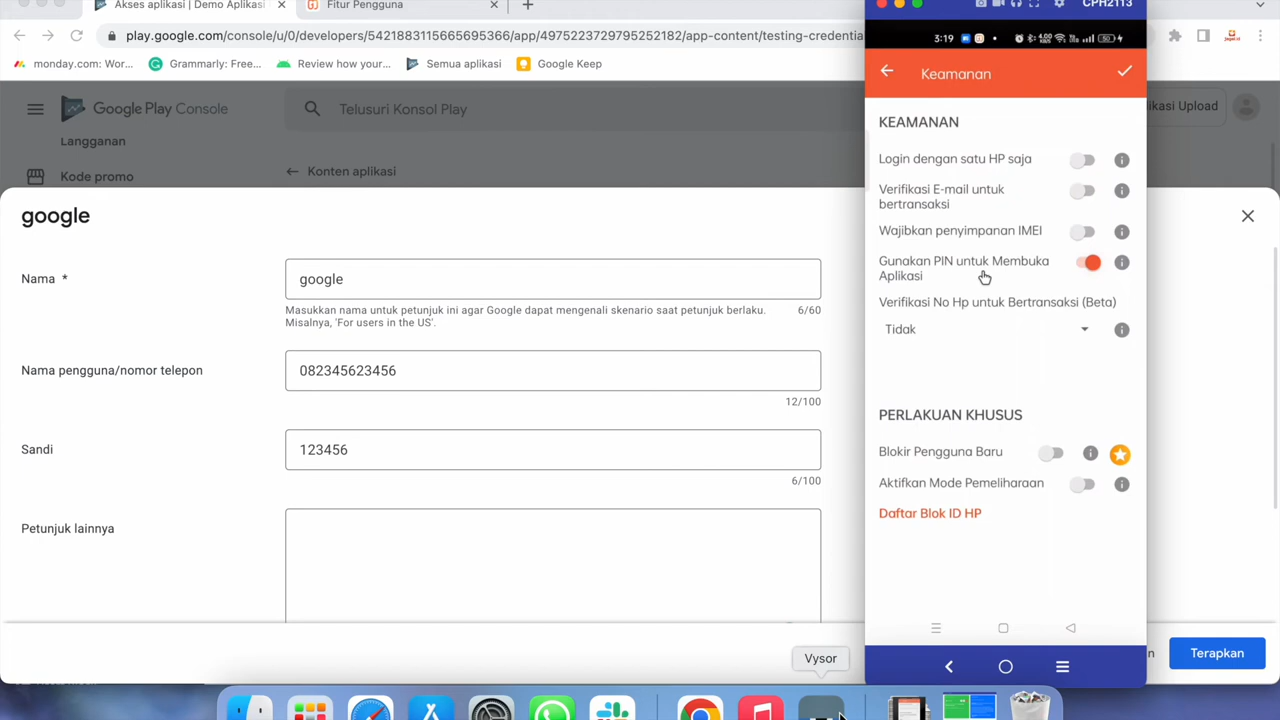 Akses aplikasi | Demo Aplikasi
Fitur Pengguna
play.google.com/console/u/0/developers/5421883115665695366/app/4975223729795252182/app-content/testing-credentia
monday.com: Wor...
Grammarly: Free...
Review how your...
Semua aplikasi
Google Keep
Google Play Console
Telusuri Konsol Play
ikasi Upload
Langganan
Kode promo
Konten aplikasi
google
Nama *
google
Masukkan nama untuk petunjuk ini agar Google dapat mengenali skenario saat petunjuk berlaku.
Misalnya, 'For users in the US'.
6/60
Nama pengguna/nomor telepon
082345623456
12/100
Sandi
123456
6/100
Petunjuk lainnya
Terapkan
Vysor
CPH2113
3:19
Keamanan
KEAMANAN
Login dengan satu HP saja
Verifikasi E-mail untuk
bertransaksi
Wajibkan penyimpanan IMEI
Gunakan PIN untuk Membuka
Aplikasi
Verifikasi No Hp untuk Bertransaksi (Beta)
Tidak
PERLAKUAN KHUSUS
Blokir Pengguna Baru
Aktifkan Mode Pemeliharaan
Daftar Blok ID HP